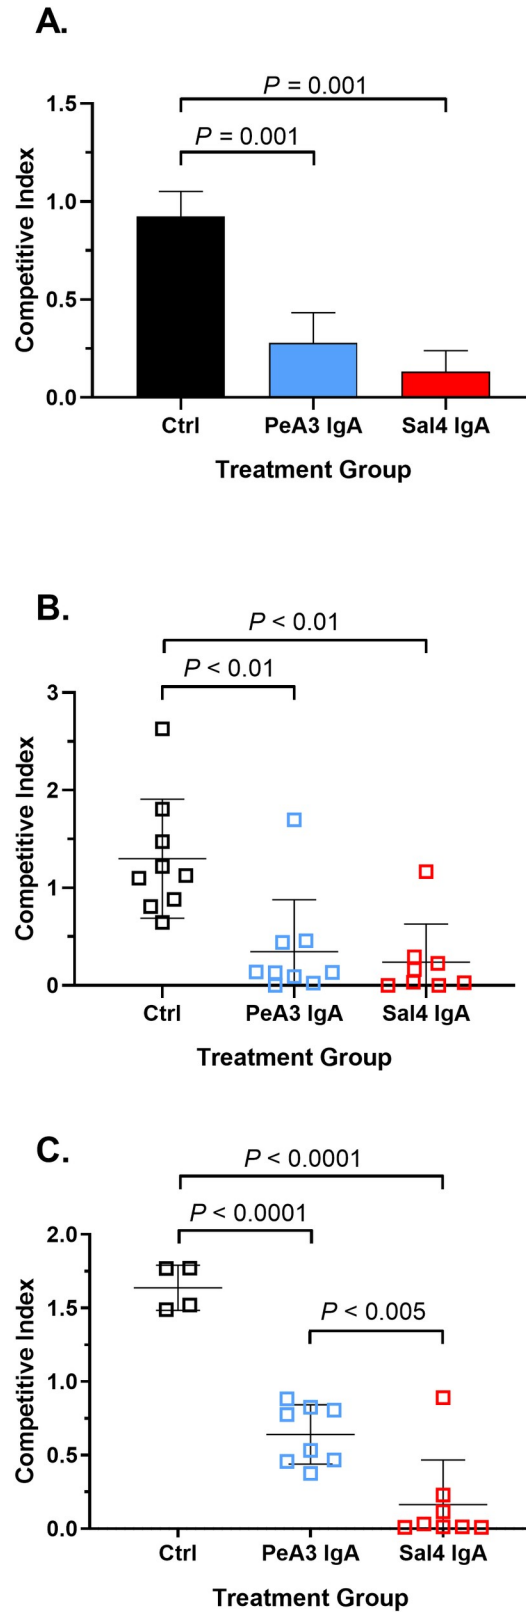 A.
P = 0.001
P = 0.001
1.5
1.0
0.5
0.0
Competitive Index
Ctrl PeA3 IgA Sal4 IgA
Treatment Group
B.
P < 0.01
P < 0.01
3
2
1
0
Competitive Index
Ctrl PeA3 IgA Sal4 IgA
Treatment Group
C.
P < 0.0001
P < 0.0001
P < 0.005
2.0
1.5
1.0
0.5
0.0
Competitive Index
Ctrl PeA3 IgA Sal4 IgA
Treatment Group